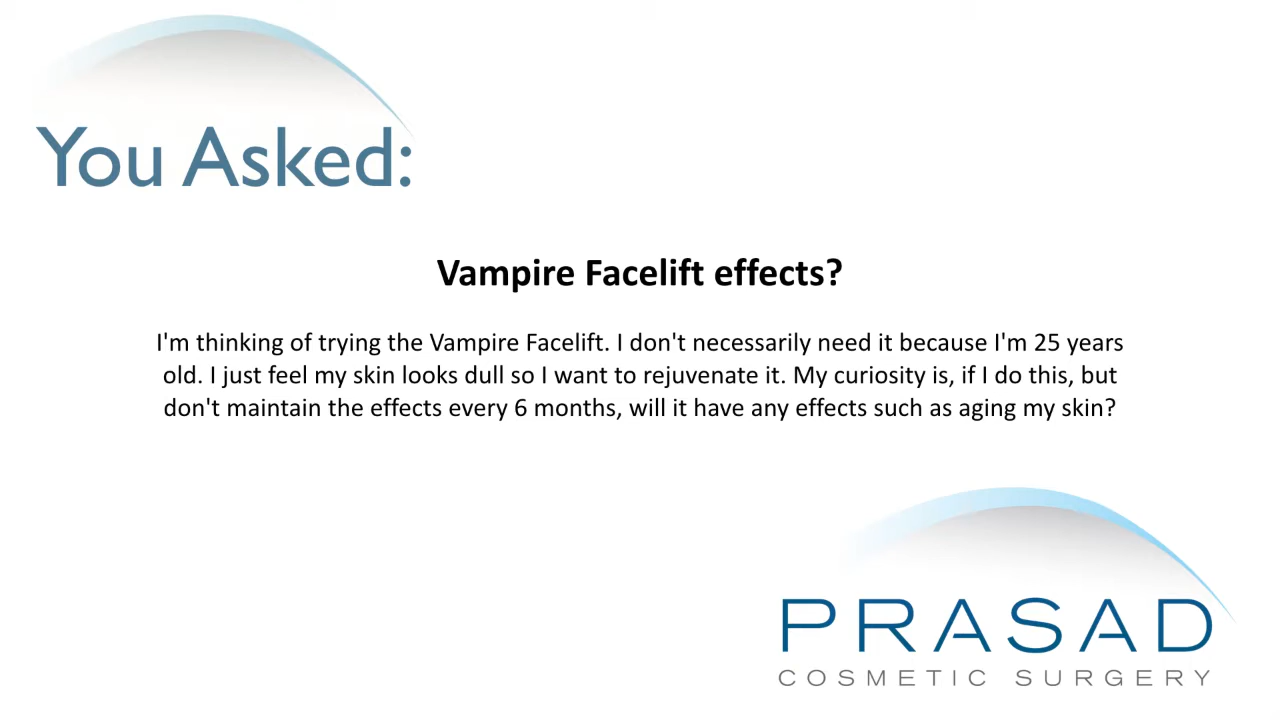 You Asked:
Vampire Facelift effects?
I'm thinking of trying the Vampire Facelift. I don't necessarily need it because I'm 25 years
old. I just feel my skin looks dull so I want to rejuvenate it. My curiosity is, if I do this, but
don't maintain the effects every 6 months, will it have any effects such as aging my skin?
PRASAD
COSMETIC SURGERY